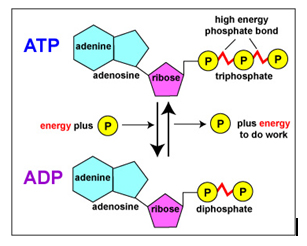 high energy
phosphate bond
ATP
adenine
P
P
P
triphosphate
adenosine
ribose
energy plus P
P plus energy
to do work
ADP
adenine
P
P
adenosine
ribose
diphosphate